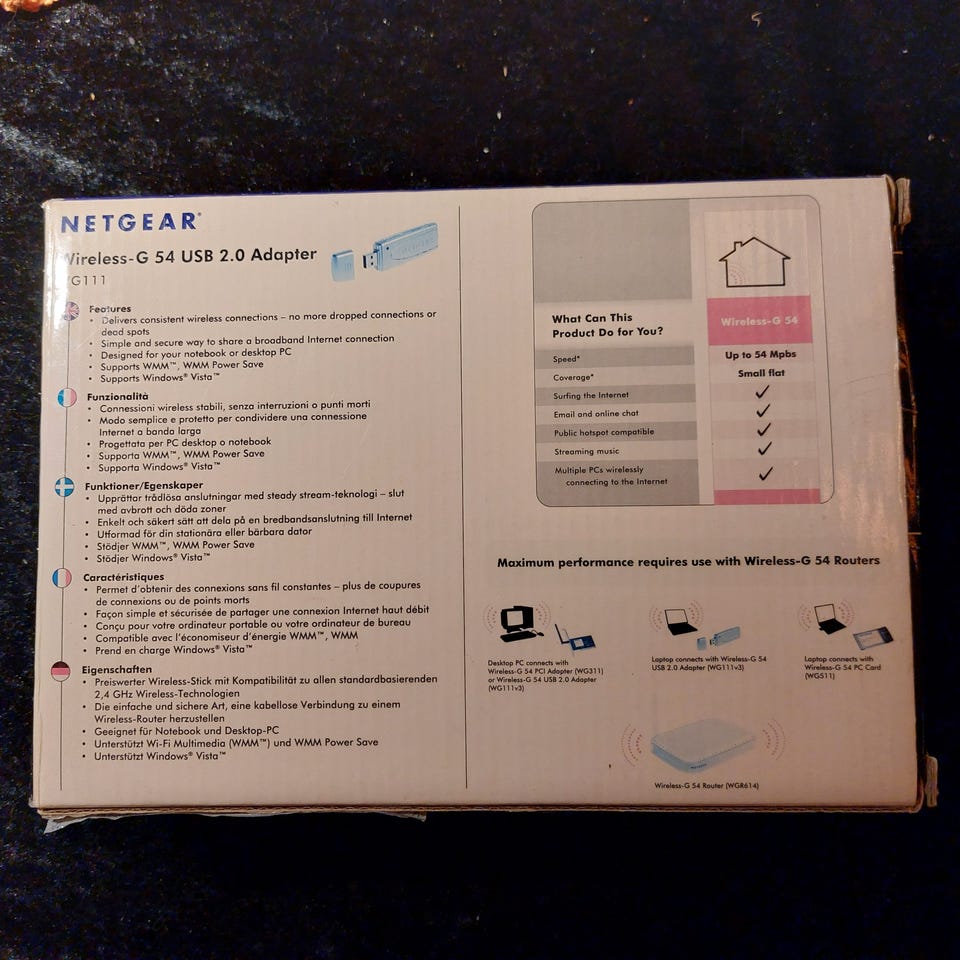 NETGEAR®
Wireless-G 54 USB 2.0 Adapter
WG111
Features
• Delivers consistent wireless connections – no more dropped connections or
dead spots
• Simple and secure way to share a broadband Internet connection
• Designed for your notebook or desktop PC
• Supports WMM™, WMM Power Save
• Supports Windows® Vista™
Funzionalità
• Connessioni wireless stabili, senza interruzioni o punti morti
• Modo semplice e protetto per condividere una connessione
Internet a banda larga
• Progettata per PC desktop o notebook
• Supporta WMM™, WMM Power Save
• Supporta Windows® Vista™
Funktioner/Egenskaper
• Upprättar trådlösa anslutningar med steady stream-teknologi – slut
med avbrott och döda zoner
• Enkelt och säkert sätt att dela på en bredbandsanslutning till Internet
• Utformad för din stationära eller bärbara dator
• Stödjer WMM™, WMM Power Save
• Stödjer Windows® Vista™
Caractéristiques
• Permet d'obtenir des connexions sans fil constantes – plus de coupures
de connexions ou de points morts
• Façon simple et sécurisée de partager une connexion Internet haut débit
• Conçu pour votre ordinateur portable ou votre ordinateur de bureau
• Compatible avec l'économiseur d'énergie WMM™, WMM
• Prend en charge Windows® Vista™
Eigenschaften
• Preiswerter Wireless-Stick mit Kompatibilität zu allen standardbasierenden
2,4 GHz Wireless-Technologien
• Die einfache und sichere Art, eine kabellose Verbindung zu einem
Wireless-Router herzustellen
• Geeignet für Notebook und Desktop-PC
• Unterstützt Wi-Fi Multimedia (WMM™) und WMM Power Save
• Unterstützt Windows® Vista™
What Can This
Product Do for You?
Wireless-G 54
Speed* Up to 54 Mpbs
Coverage* Small flat
Surfing the Internet ✓
Email and online chat ✓
Public hotspot compatible ✓
Streaming music ✓
Multiple PCs wirelessly
connecting to the Internet ✓
Maximum performance requires use with Wireless-G 54 Routers
Desktop PC connects with
Wireless-G 54 PCI Adapter (WG311)
or Wireless-G 54 USB 2.0 Adapter
(WG111v3)
Laptop connects with Wireless-G 54
USB 2.0 Adapter (WG111v3)
Laptop connects with
Wireless-G 54 PC Card
(WG511)
Wireless-G 54 Router (WGR614)